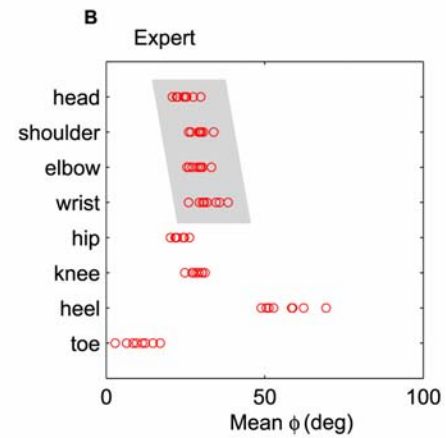 B
Expert
head
shoulder
elbow
wrist
hip
knee
heel
toe
0 50 100
Mean ϕ (deg)